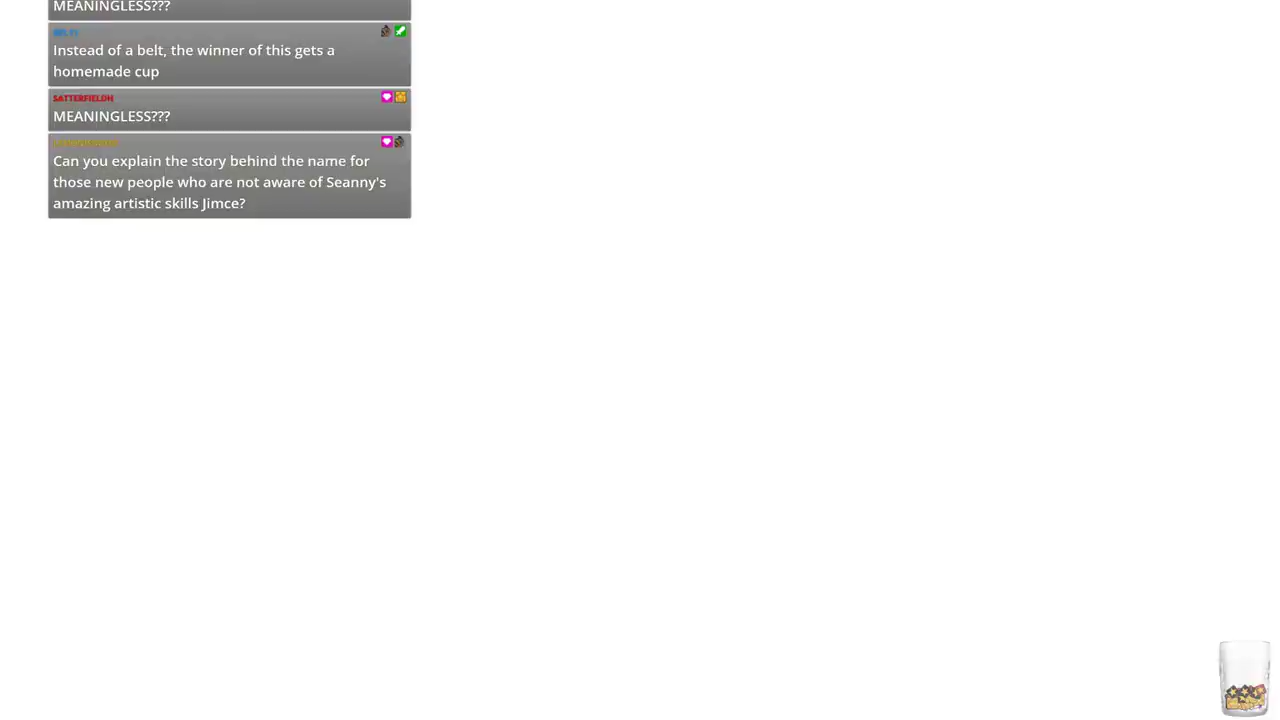 MEANINGLESS???
Instead of a belt, the winner of this gets a
homemade cup
SATTERFIELDH
MEANINGLESS???
Can you explain the story behind the name for
those new people who are not aware of Seanny's
amazing artistic skills Jimce?